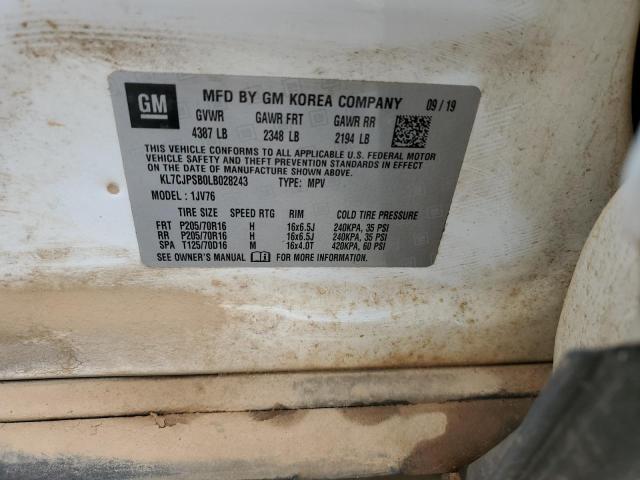 GM
MFD BY GM KOREA COMPANY 09/19
GVWR GAWR FRT GAWR RR
4387 LB 2348 LB 2194 LB
THIS VEHICLE CONFORMS TO ALL APPLICABLE U.S. FEDERAL MOTOR
VEHICLE SAFETY AND THEFT PREVENTION STANDARDS IN EFFECT ON
THE DATE OF MANUFACTURE SHOWN ABOVE.
KL7CJPSB0LB028243 TYPE: MPV
MODEL: 1JV76
TIRE SIZE SPEED RTG RIM COLD TIRE PRESSURE
FRT P205/70R16 H 16x6.5J 240KPA, 35 PSI
RR P205/70R16 H 16x6.5J 240KPA, 35 PSI
SPA T125/70D16 M 16x4.0T 420KPA, 60 PSI
SEE OWNER'S MANUAL FOR MORE INFORMATION.